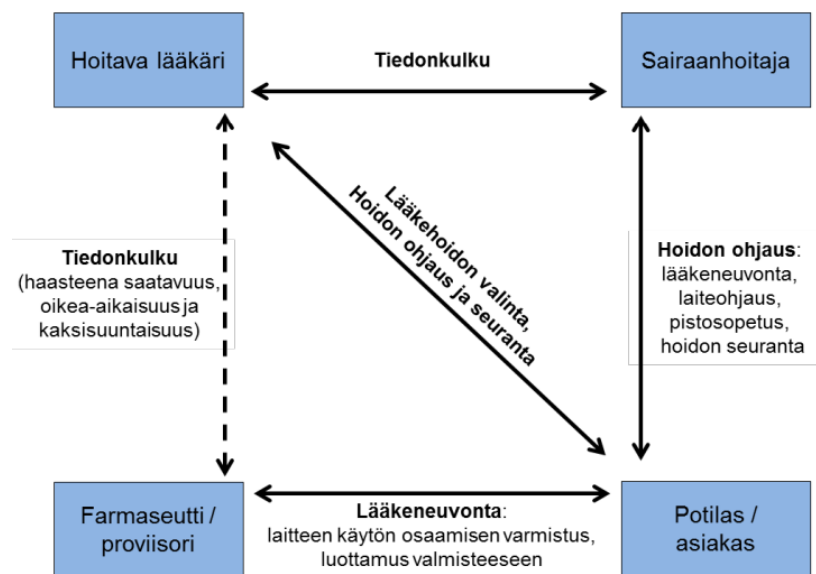 Hoitava lääkäri
Tiedonkulku
Sairaanhoitaja
Lääkehoidon valinta,
Hoidon ohjaus ja seuranta
Tiedonkulku
(haasteena saatavuus,
oikea-aikaisuus ja
kaksisuuntaisuus)
Hoidon ohjaus:
lääkeneuvonta,
laiteohjaus,
pistosopetus,
hoidon seuranta
Farmaseutti /
proviisori
Lääkeneuvonta:
laitteen käytön osaamisen varmistus,
luottamus valmisteeseen
Potilas /
asiakas